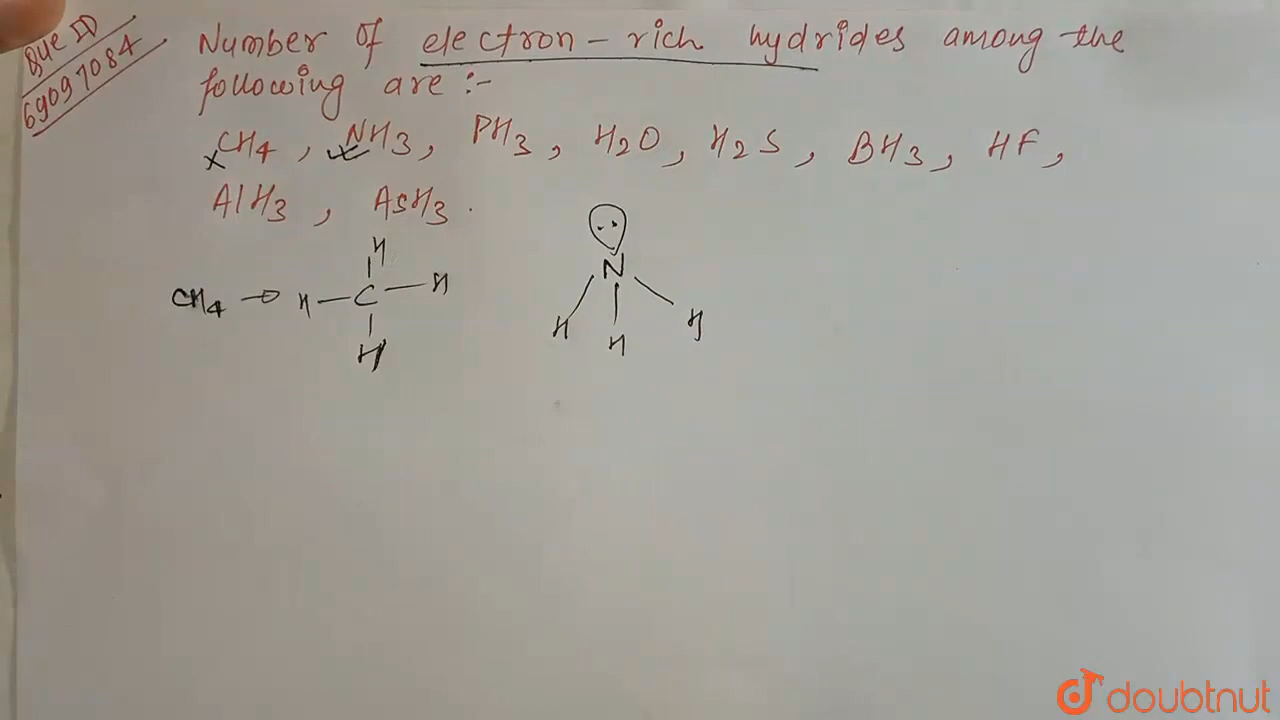 Que ID
69097084
Number of electron-rich hydrides among the
following are :-
CH4, NH3, PH3, H2O, H2S, BH3, HF,
AlH3, AsH3.
H
CH4 → H — C — H
H
N
H H H
doubtnut